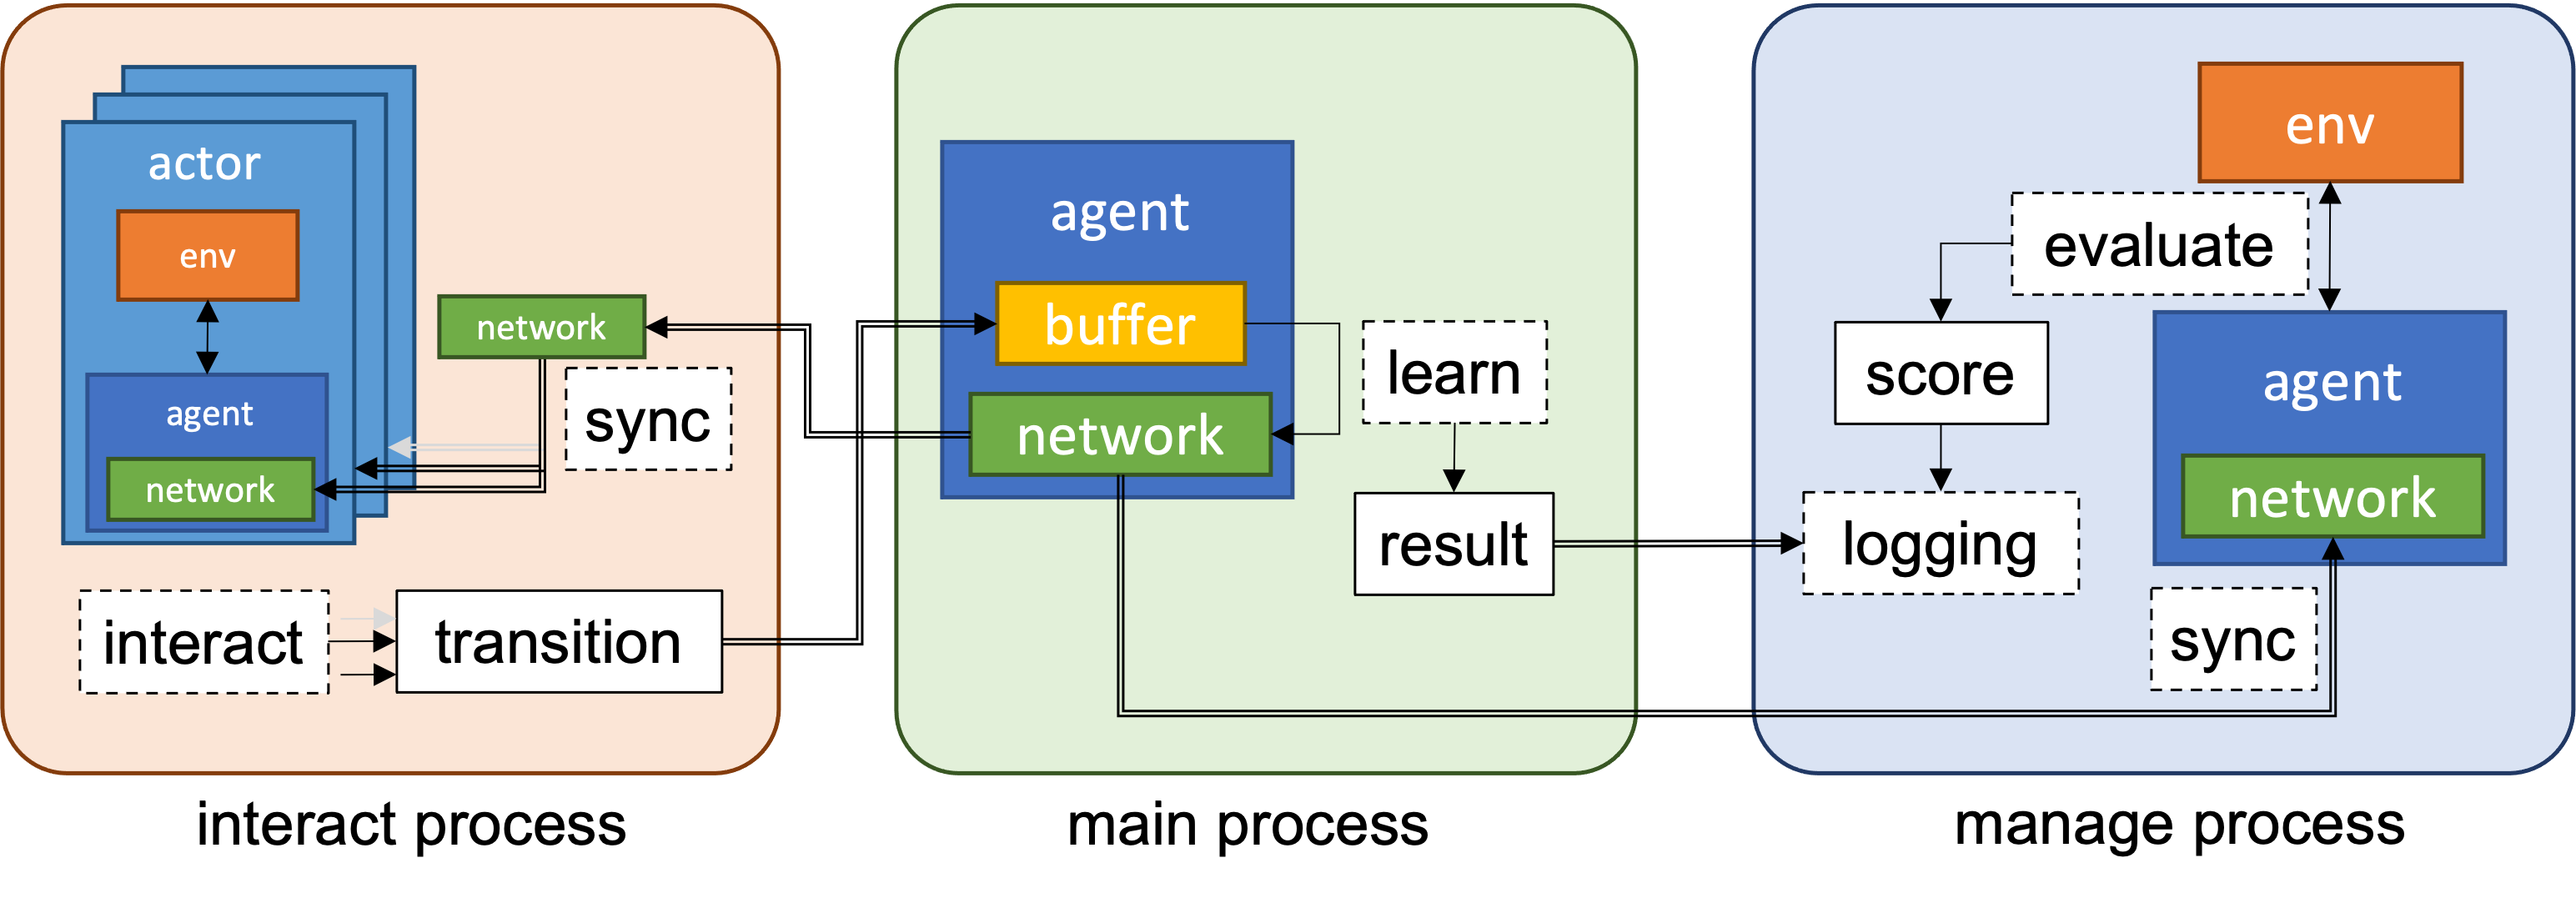 actor
env
agent
network
network
sync
interact
transition
interact process
agent
buffer
network
learn
result
main process
env
evaluate
score
agent
network
logging
sync
manage process